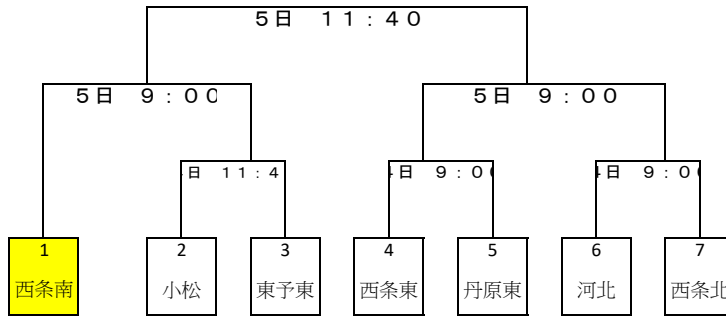 5日 11:40
5日 9:00
5日 9:00
日 11:4
日 9:00
日 9:00
1
2
3
4
5
6
7
西条南
小松
東予東
西条東
丹原東
河北
西条北